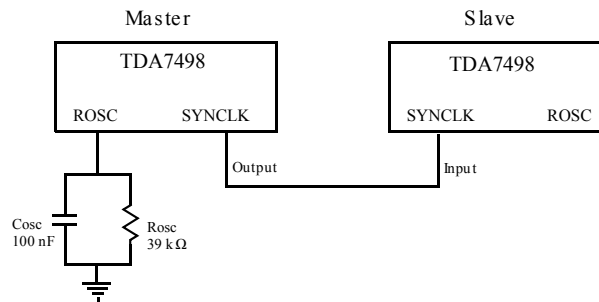 Master
Slave
TDA7498
TDA7498
ROSC
SYNCLK
SYNCLK
ROSC
Output
Input
Cosc
100 nF
Rosc
39 kΩ